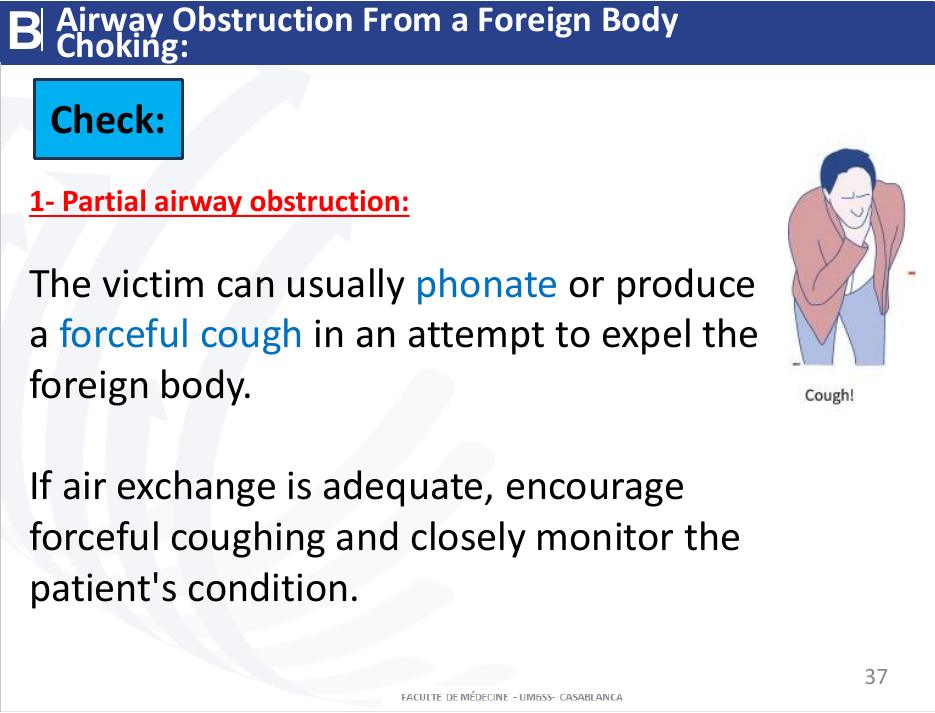 B
Airway Obstruction From a Foreign Body
Choking:
Check:
1- Partial airway obstruction:
The victim can usually phonate or produce
a forceful cough in an attempt to expel the
foreign body.
Cough!
If air exchange is adequate, encourage
forceful coughing and closely monitor the
patient's condition.
37
FACULTE DE MÉDECINE - UM6SS- CASABLANCA